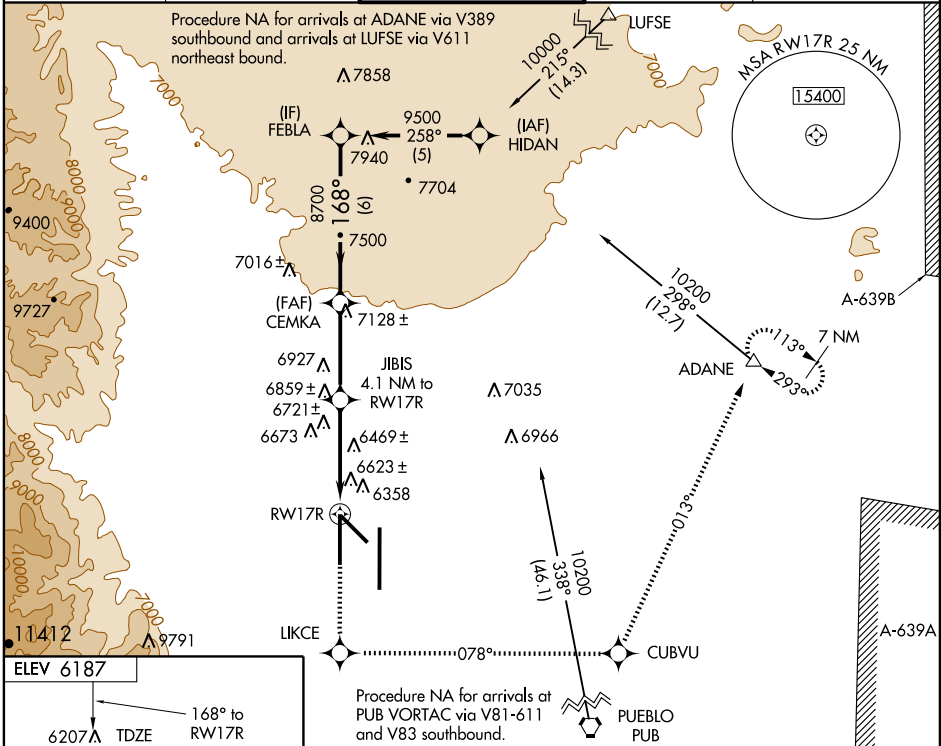 Procedure NA for arrivals at ADANE via V389
southbound and arrivals at LUFSE via V611
northeast bound.
LUFSE
7000
10000
215°
(14.3)
7000
7858
MSA RW17R 25 NM
15400
(IF)
FEBLA
9500
258°
(5)
(IAF)
HIDAN
7940
7704
8000
9000
9400
8700
168°
(6)
7500
7016±
(FAF)
CEMKA
7128±
9727
10200
298°
(12.7)
A-639B
113°
7 NM
ADANE
293°
6927
JIBIS
4.1 NM to
RW17R
6859±
6721±
6673
7035
6966
6469±
6623±
6358
8000
9000
RW17R
10000
7000
013°
10200
338°
(46.1)
A-639A
11412
9791
LIKCE
078°
CUBVU
ELEV 6187
168° to
RW17R
6207
TDZE
Procedure NA for arrivals at
PUB VORTAC via V81-611
and V83 southbound.
PUEBLO
PUB